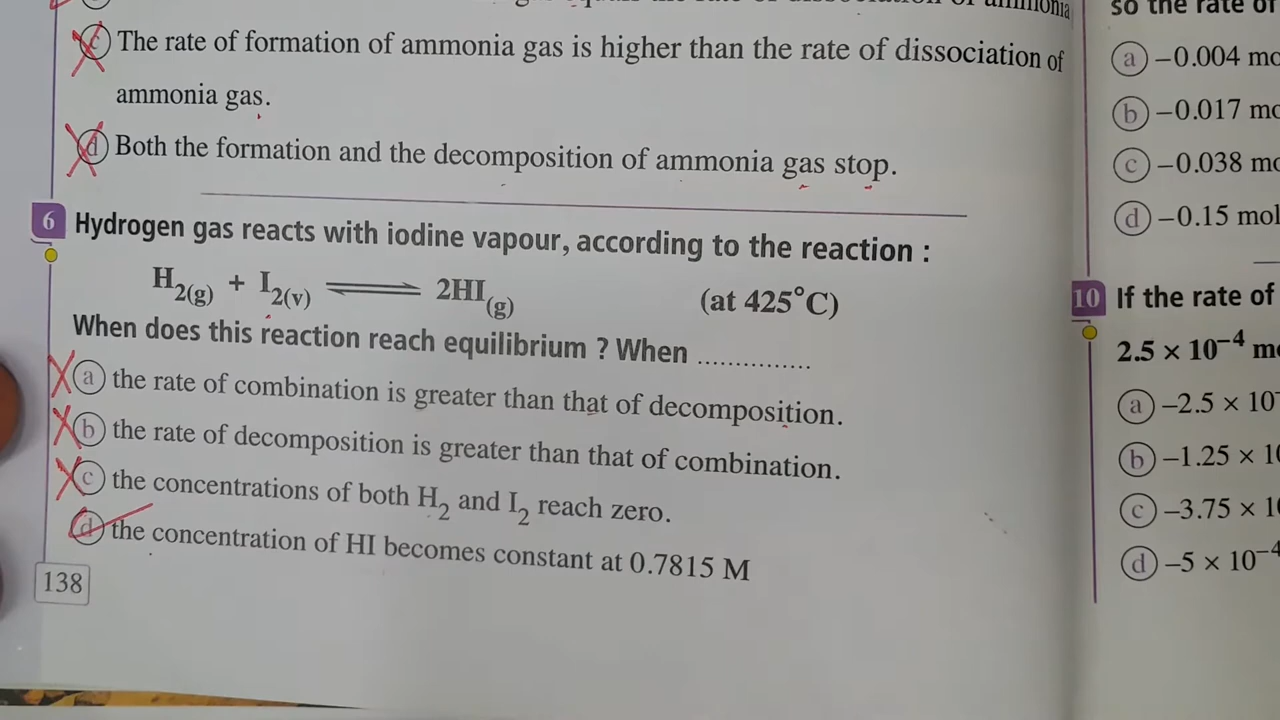 ammonia
ⓒ The rate of formation of ammonia gas is higher than the rate of dissociation of
ammonia gas.
ⓓ Both the formation and the decomposition of ammonia gas stop.
6 Hydrogen gas reacts with iodine vapour, according to the reaction :
H₂(g) + I₂(v) ⇌ 2HI(g) (at 425°C)
When does this reaction reach equilibrium ? When ...............
ⓐ the rate of combination is greater than that of decomposition.
ⓑ the rate of decomposition is greater than that of combination.
ⓒ the concentrations of both H₂ and I₂ reach zero.
ⓓ the concentration of HI becomes constant at 0.7815 M
138
so the rate of
ⓐ −0.004 mo
ⓑ −0.017 mo
ⓒ −0.038 mo
ⓓ −0.15 mol
10 If the rate of
2.5 × 10⁻⁴ m
ⓐ −2.5 × 10⁻
ⓑ −1.25 × 10
ⓒ −3.75 × 10
ⓓ −5 × 10⁻⁴